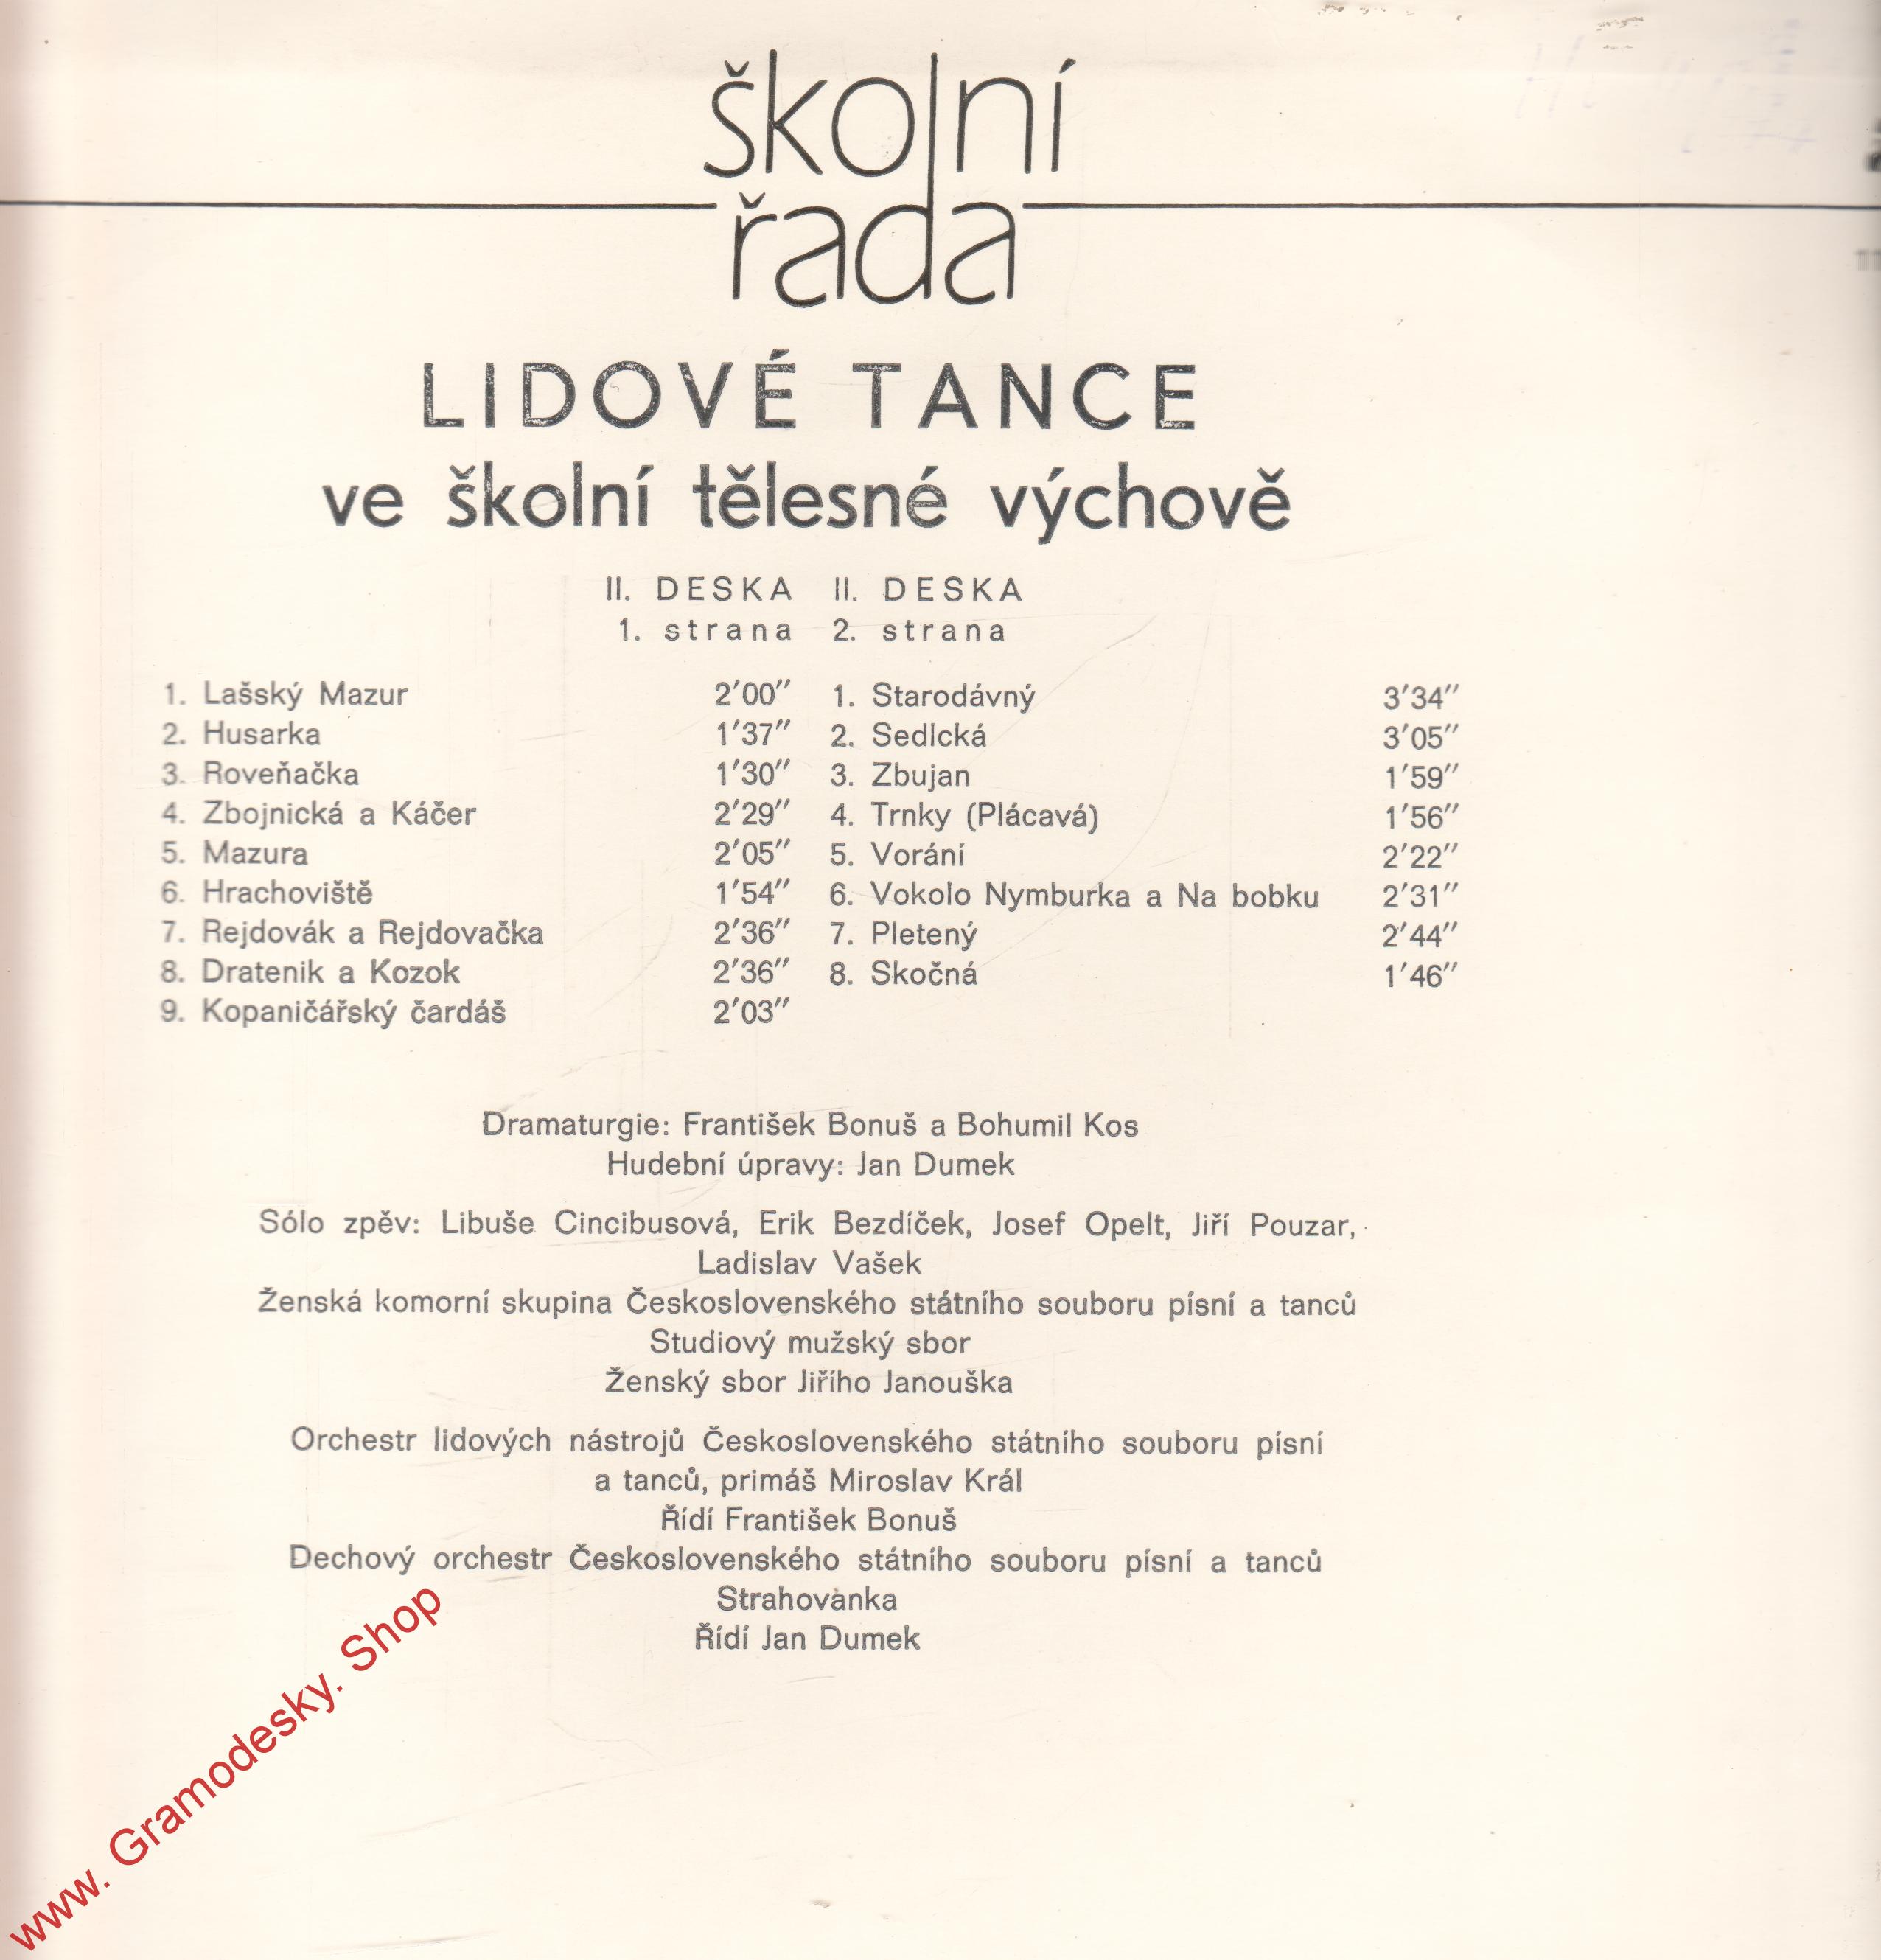 školní
řada
LIDOVÉ TANCE
ve školní tělesné výchově
II. DESKA
1. strana
1. Lašský Mazur 2′00″
2. Husarka 1′37″
3. Roveňačka 1′30″
4. Zbojnická a Káčer 2′29″
5. Mazura 2′05″
6. Hrachoviště 1′54″
7. Rejdovák a Rejdovačka 2′36″
8. Dratenik a Kozok 2′36″
9. Kopaničářský čardáš 2′03″
II. DESKA
2. strana
1. Starodávný 3′34″
2. Sedlcká 3′05″
3. Zbujan 1′59″
4. Trnky (Plácavá) 1′56″
5. Vorání 2′22″
6. Vokolo Nymburka a Na bobku 2′31″
7. Pletený 2′44″
8. Skočná 1′46″
Dramaturgie: František Bonuš a Bohumil Kos
Hudební úpravy: Jan Dumek
Sólo zpěv: Libuše Cincibusová, Erik Bezdíček, Josef Opelt, Jiří Pouzar,
Ladislav Vašek
Ženská komorní skupina Československého státního souboru písní a tanců
Studiový mužský sbor
Ženský sbor Jiřího Janouška
Orchestr lidových nástrojů Československého státního souboru písní
a tanců, primáš Miroslav Král
Řídí František Bonuš
Dechový orchestr Československého státního souboru písní a tanců
Strahovanka
Řídí Jan Dumek
www. Gramodesky. Shop